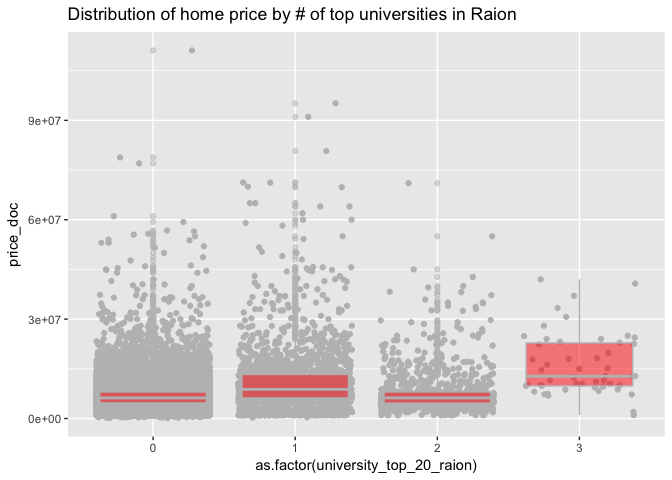 Distribution of home price by # of top universities in Raion
price_doc
9e+07
6e+07
3e+07
0e+00
0 1 2 3
as.factor(university_top_20_raion)